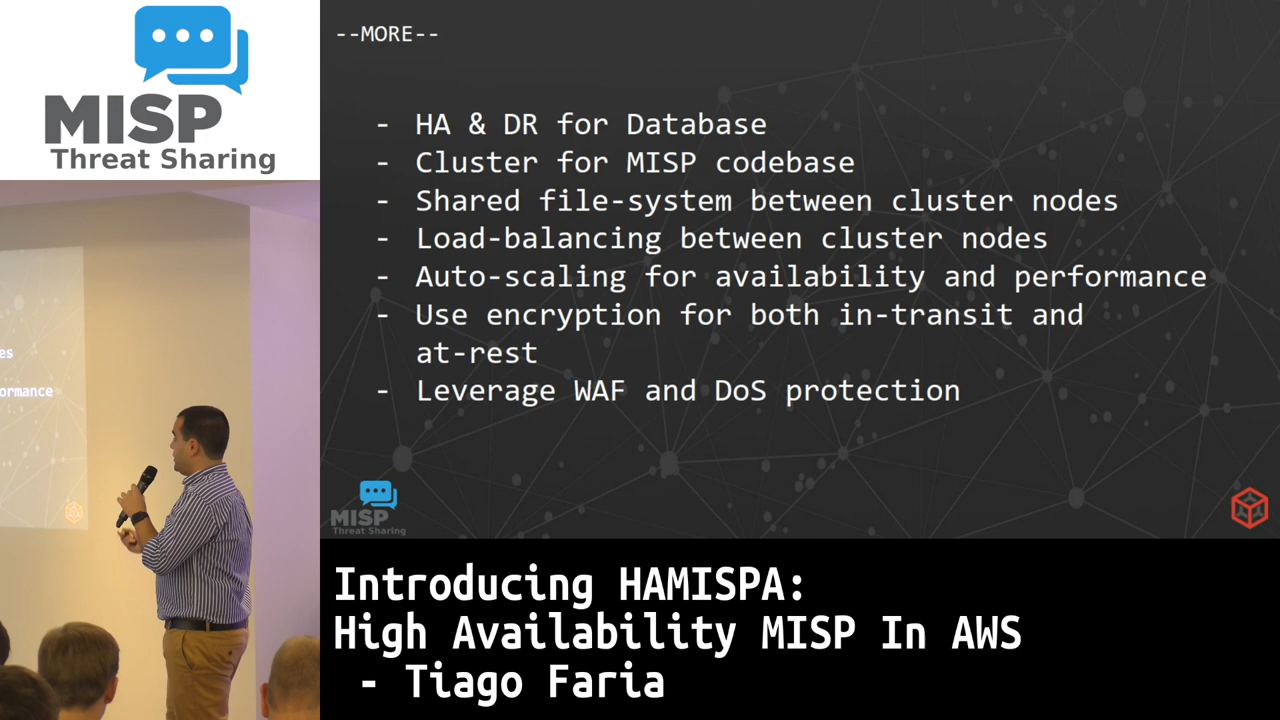 MISP
Threat Sharing
--MORE--
- HA & DR for Database
- Cluster for MISP codebase
- Shared file-system between cluster nodes
- Load-balancing between cluster nodes
- Auto-scaling for availability and performance
- Use encryption for both in-transit and
at-rest
- Leverage WAF and DoS protection
es
ormance
MISP
Threat Sharing
Introducing HAMISPA:
High Availability MISP In AWS
- Tiago Faria